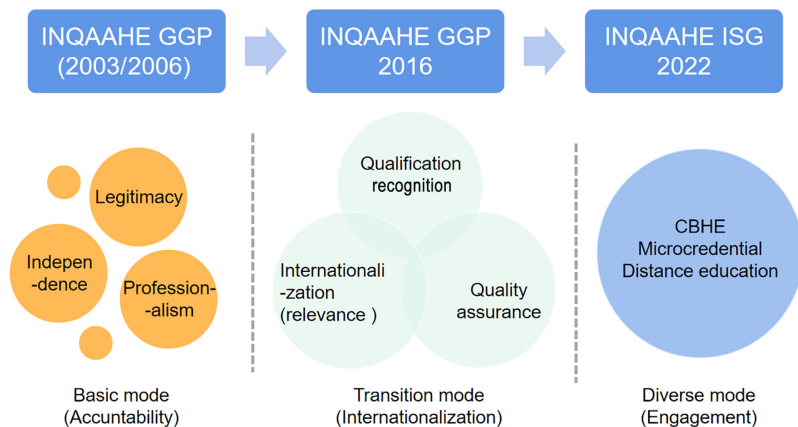 INQAAHE GGP
(2003/2006)
INQAAHE GGP
2016
INQAAHE ISG
2022
Legitimacy
Indepen
-dence
Profession-
-alism
Qualification
recognition
Internationali
-zation
(relevance )
Quality
assurance
CBHE
Microcredential
Distance education
Basic mode
(Accuntability)
Transition mode
(Internationalization)
Diverse mode
(Engagement)